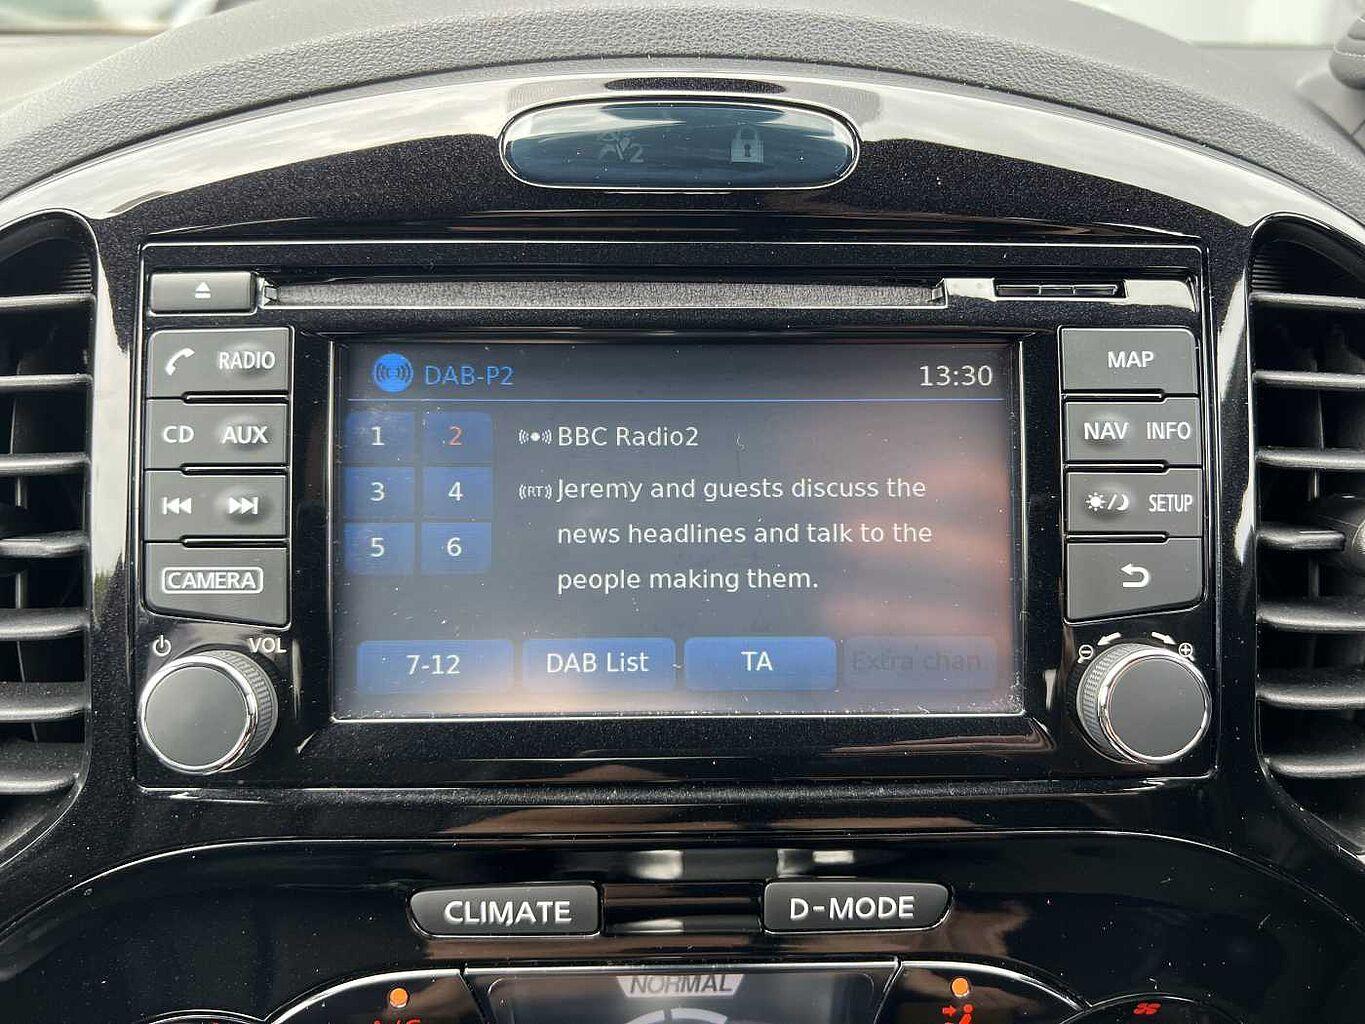 2
RADIO
CD AUX
CAMERA
VOL
DAB-P2 13:30
1 2
3 4
5 6
BBC Radio2
(RT) Jeremy and guests discuss the
news headlines and talk to the
people making them.
7-12 DAB List TA Extra chan.
MAP
NAV INFO
SETUP
CLIMATE D-MODE
NORMAL
A/C